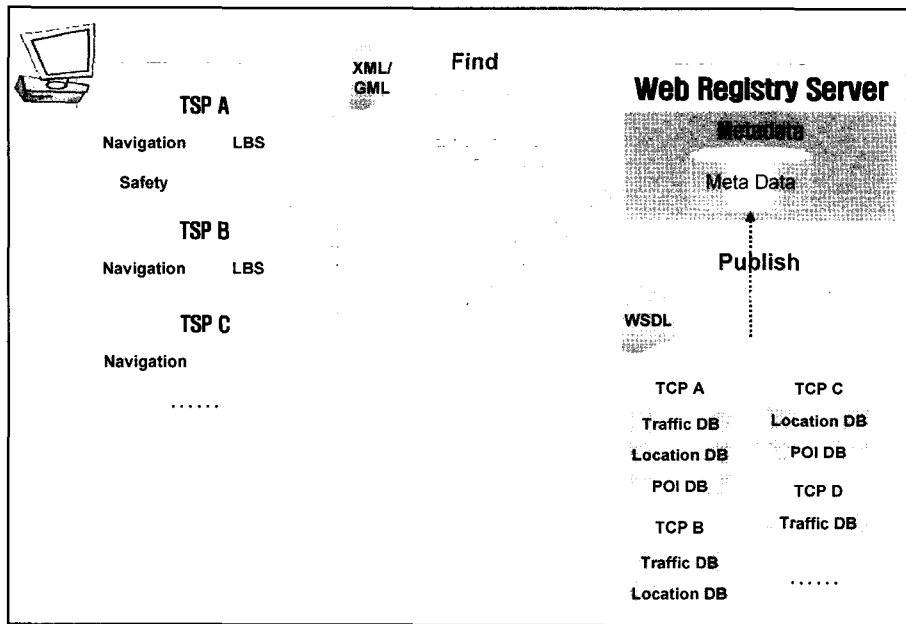 XML/
GML
Find
Web Registry Server
Metadata
Meta Data
Publish
WSDL
TSP A
Navigation LBS
Safety
TSP B
Navigation LBS
TSP C
Navigation
......
TCP A
Traffic DB
Location DB
POI DB
TCP B
Traffic DB
Location DB
TCP C
Location DB
POI DB
TCP D
Traffic DB
......